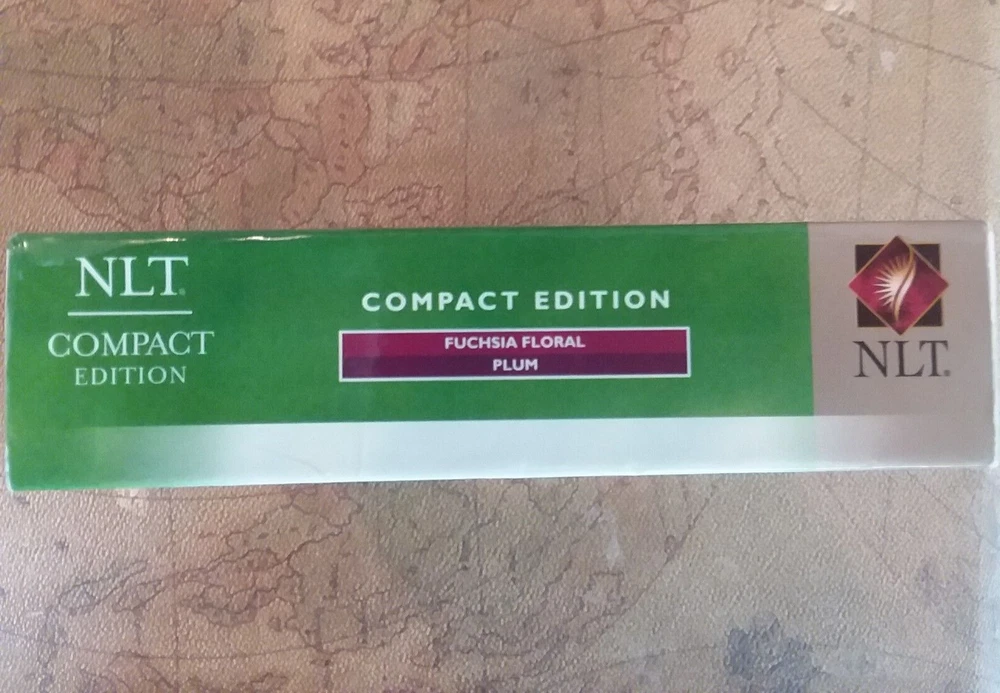 NLT®
COMPACT
EDITION
COMPACT EDITION
FUCHSIA FLORAL
PLUM
NLT®